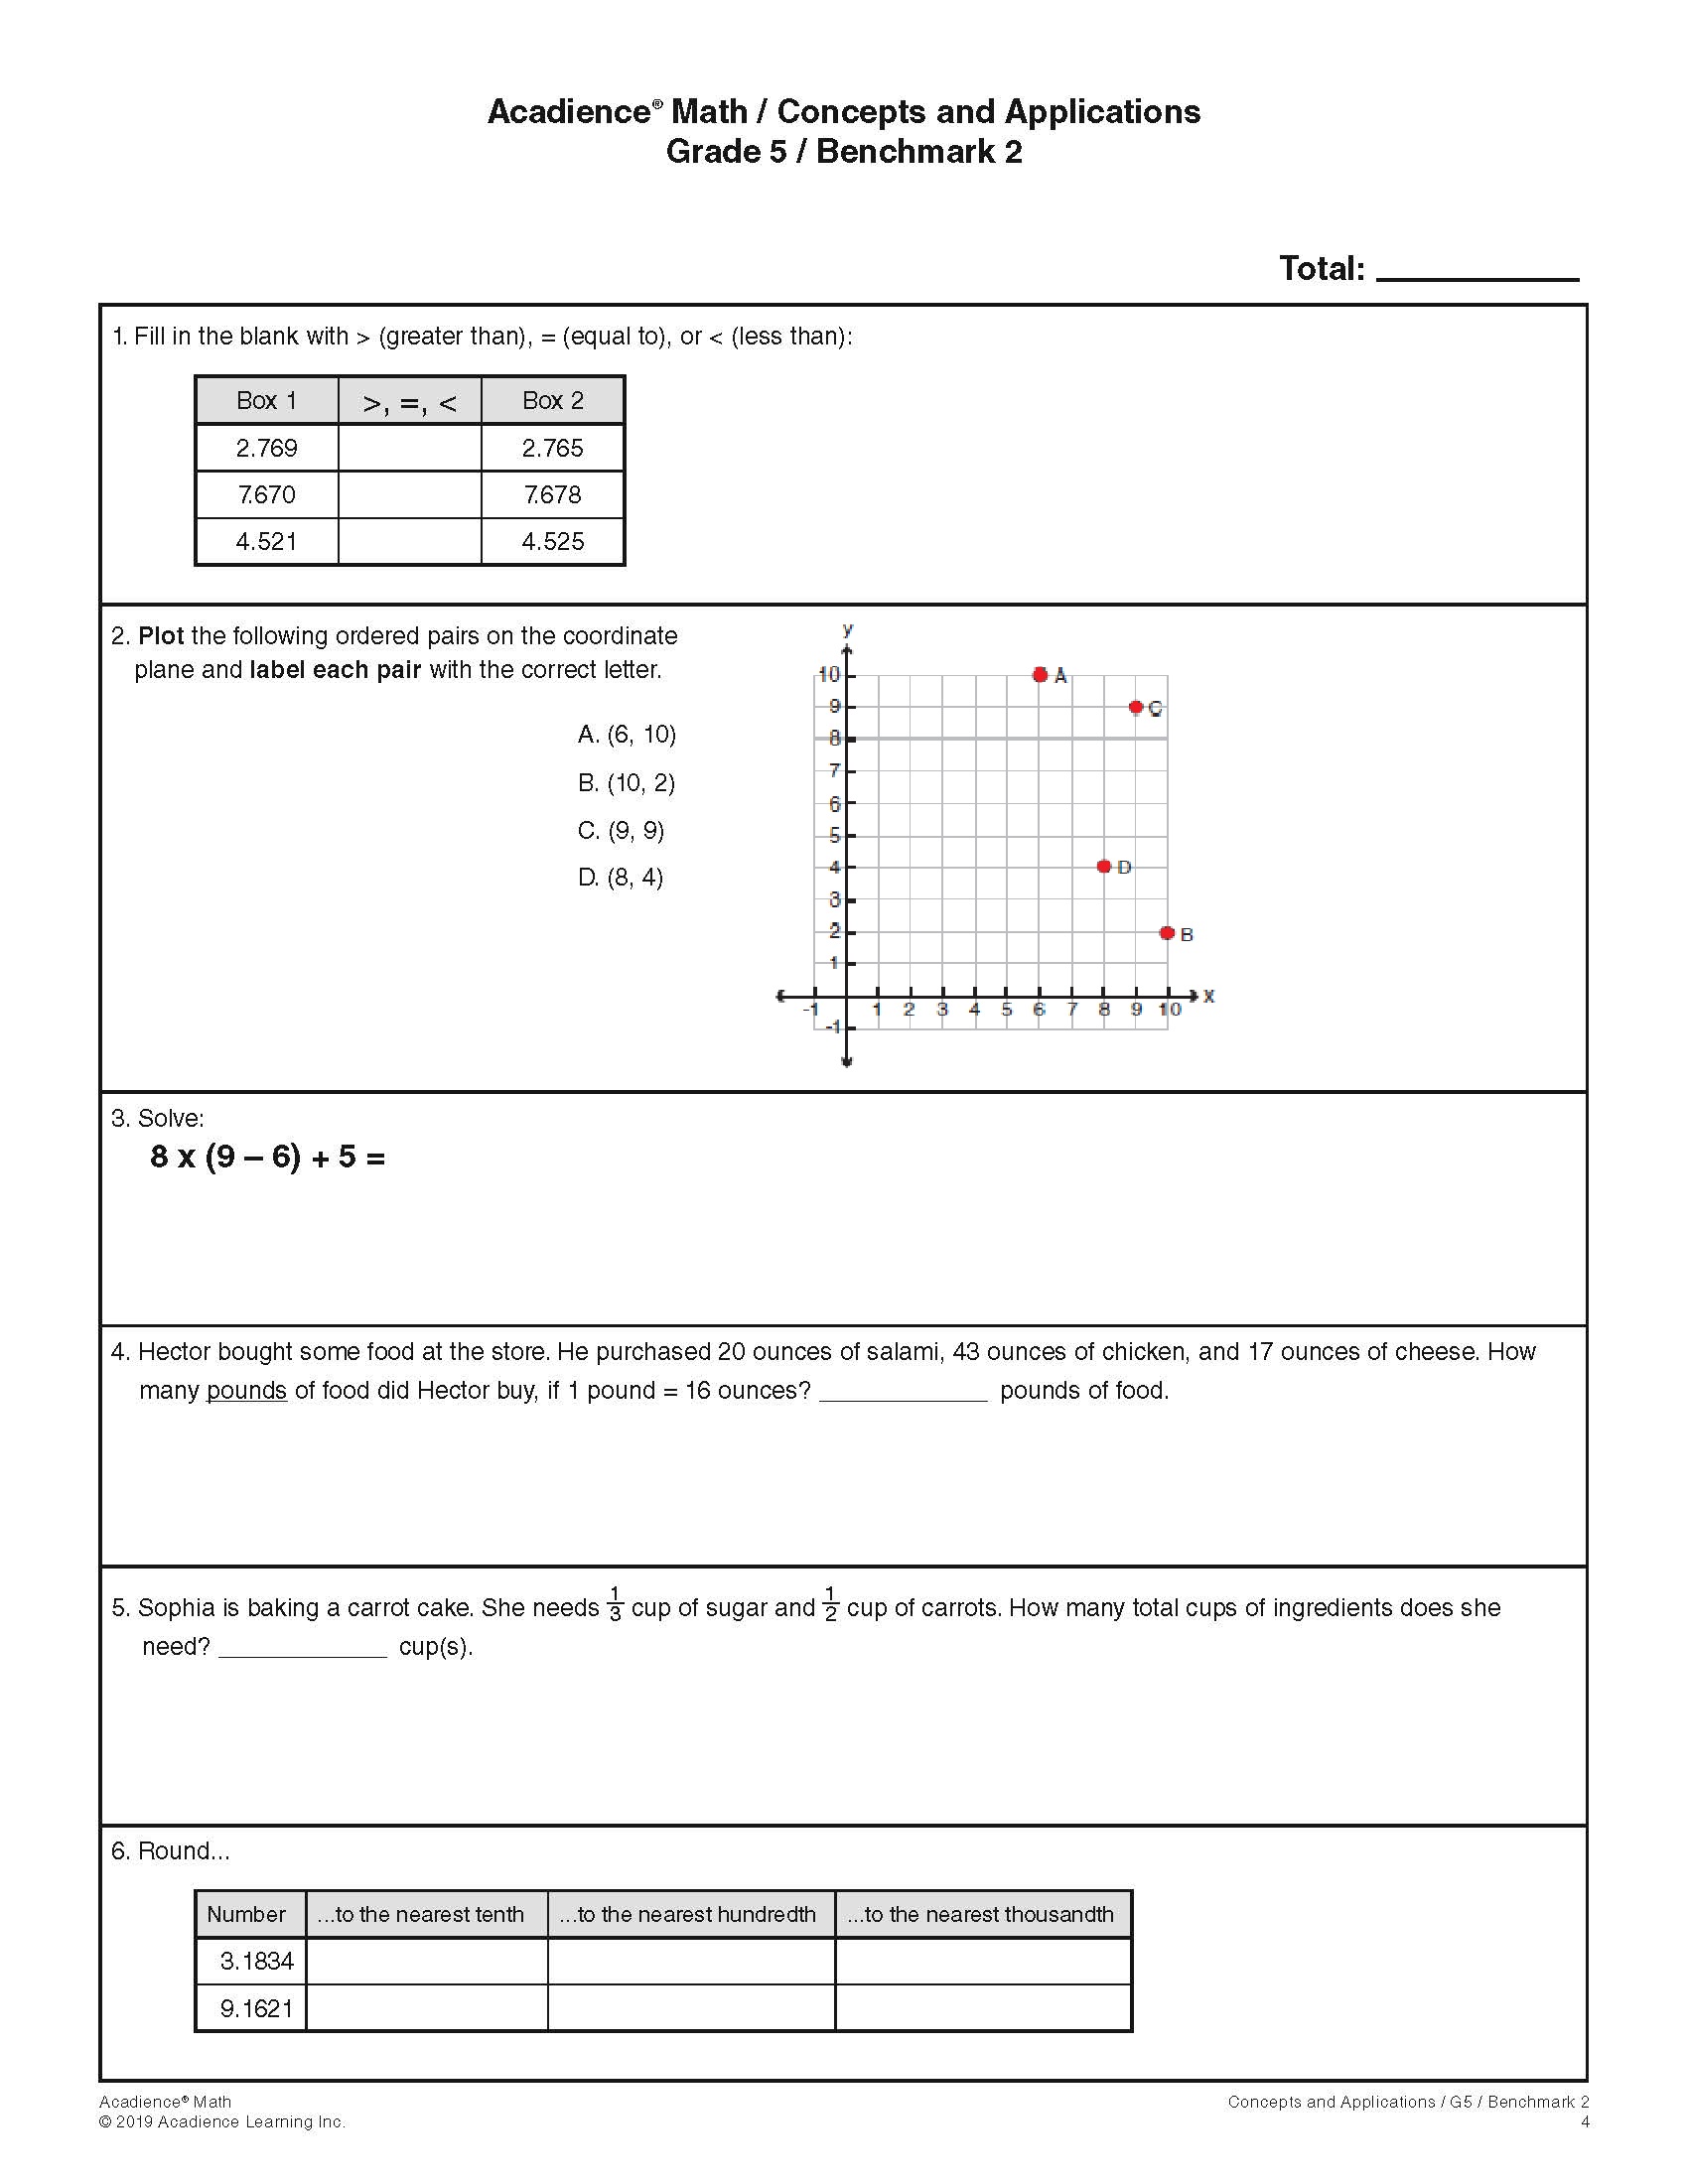 Acadience® Math / Concepts and Applications
Grade 5 / Benchmark 2
Total: ___________
1. Fill in the blank with > (greater than), = (equal to), or < (less than):
Box 1 >, =, < Box 2
2.769 2.765
7.670 7.678
4.521 4.525
2. Plot the following ordered pairs on the coordinate
plane and label each pair with the correct letter.
A. (6, 10)
B. (10, 2)
C. (9, 9)
D. (8, 4)
y
10 A
9 C
8
7
6
5
4 D
3
2 B
1
x
-1 1 2 3 4 5 6 7 8 9 10
-1
3. Solve:
8 x (9 – 6) + 5 =
4. Hector bought some food at the store. He purchased 20 ounces of salami, 43 ounces of chicken, and 17 ounces of cheese. How
many pounds of food did Hector buy, if 1 pound = 16 ounces? ____________ pounds of food.
5. Sophia is baking a carrot cake. She needs 1/3 cup of sugar and 1/2 cup of carrots. How many total cups of ingredients does she
need? ____________ cup(s).
6. Round...
Number ...to the nearest tenth ...to the nearest hundredth ...to the nearest thousandth
3.1834
9.1621
Acadience® Math Concepts and Applications / G5 / Benchmark 2
© 2019 Acadience Learning Inc. 4